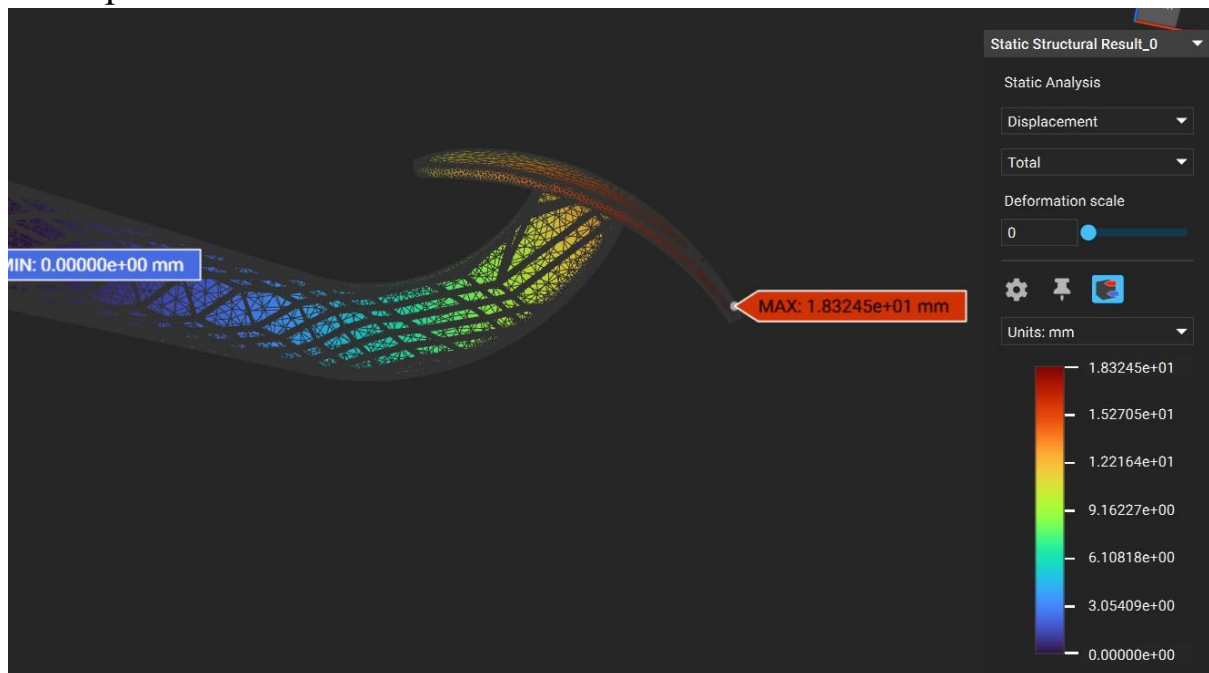 Static Structural Result_0
Static Analysis
Displacement
Total
Deformation scale
0
MIN: 0.00000e+00 mm
MAX: 1.83245e+01 mm
Units: mm
1.83245e+01
1.52705e+01
1.22164e+01
9.16227e+00
6.10818e+00
3.05409e+00
0.00000e+00